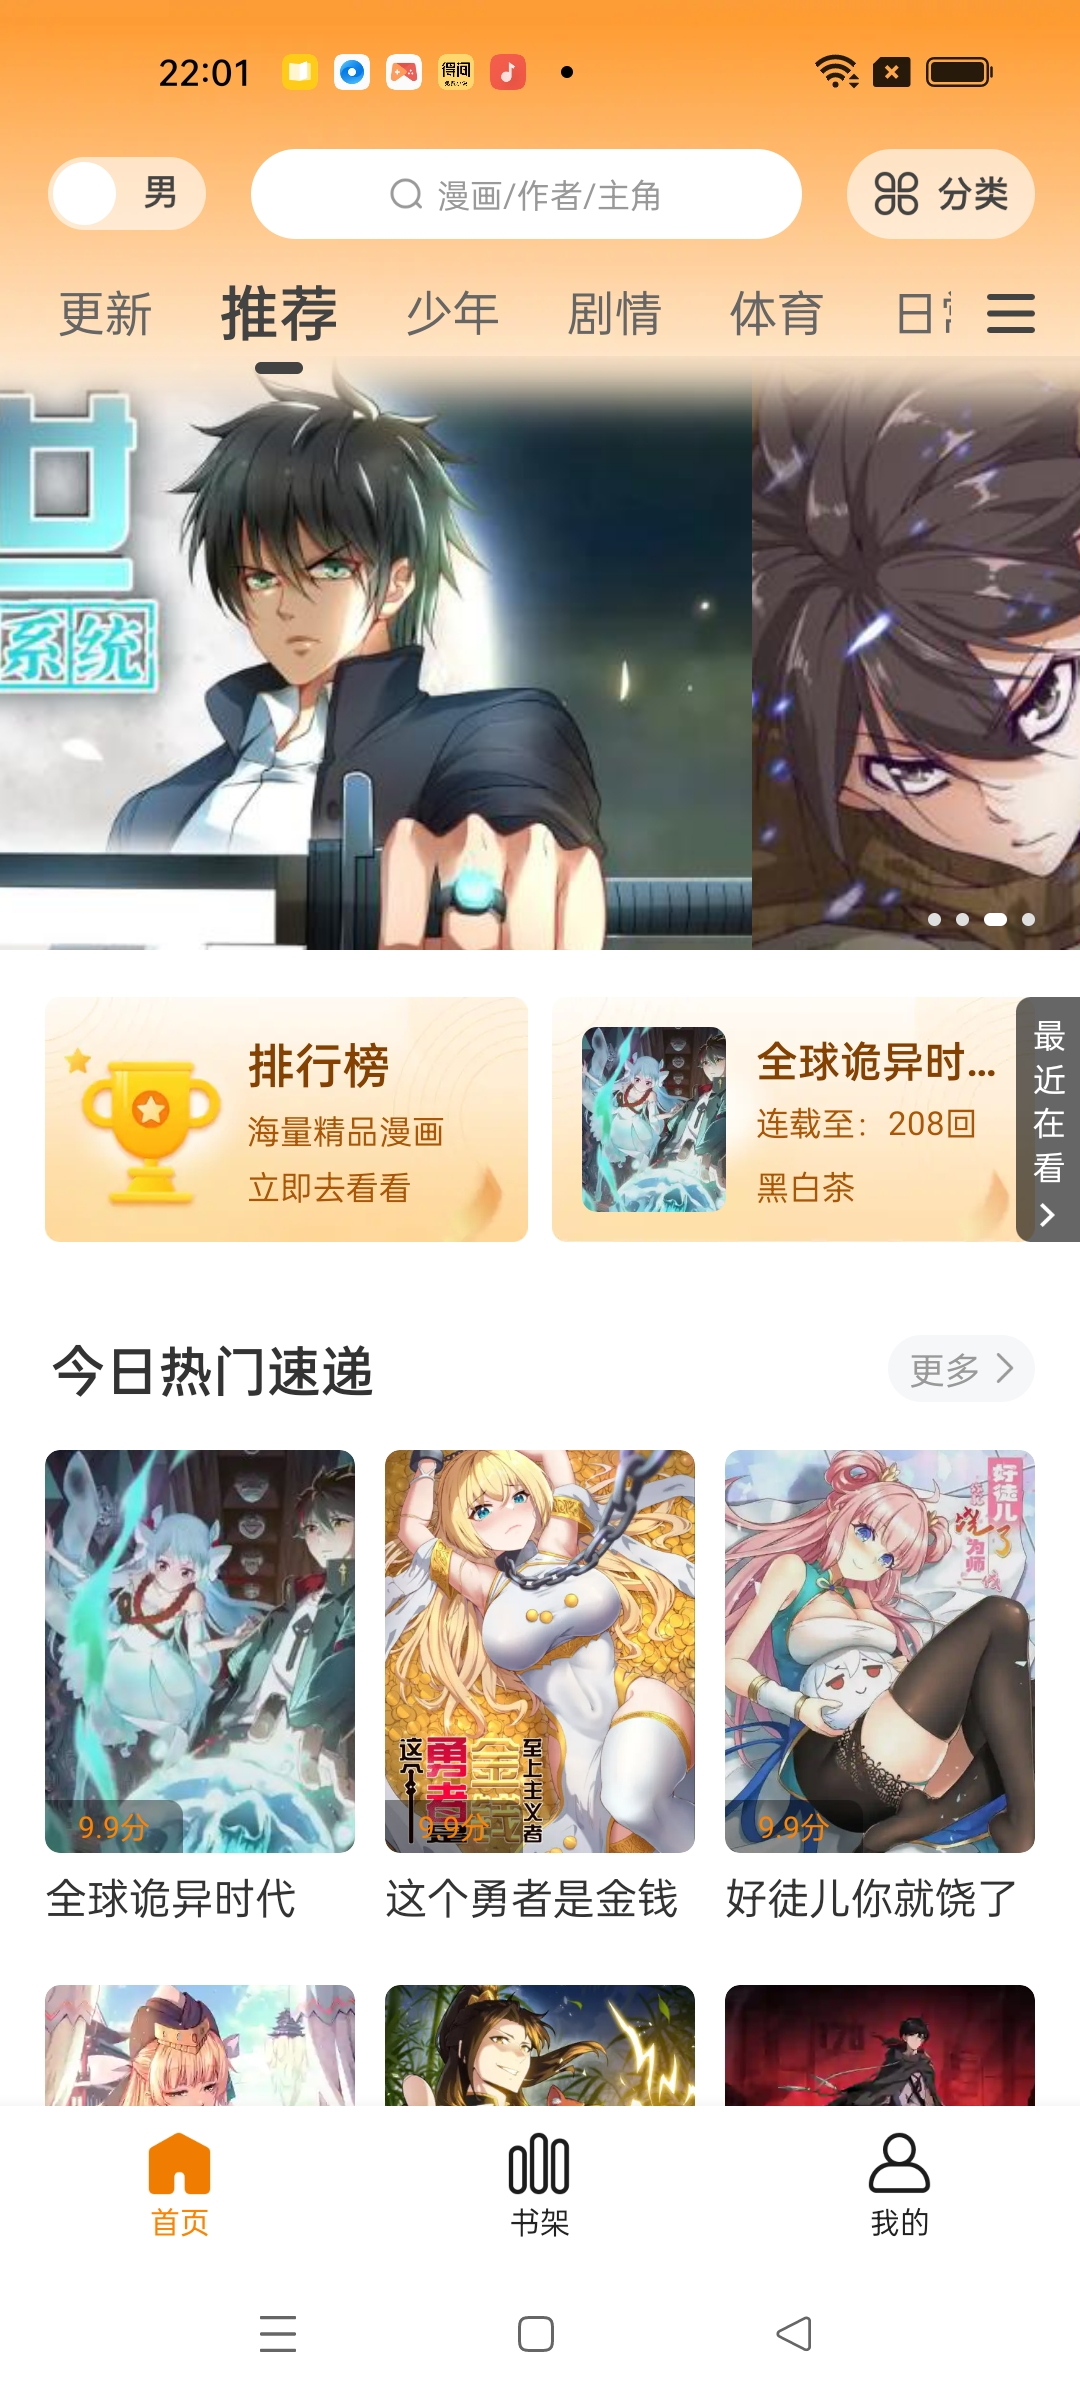 22:01
得间
男
漫画/作者/主角
分类
更新
推荐
少年
剧情
体育
日常
系统
排行榜
海量精品漫画
立即去看看
全球诡异时...
连载至：208回
黑白茶
最近在看
今日热门速递
更多
好徒儿
饶了
为师
这个
勇者是
金钱
至上主义者
9.9分
9.9分
9.9分
全球诡异时代
这个勇者是金钱
好徒儿你就饶了
首页
书架
我的